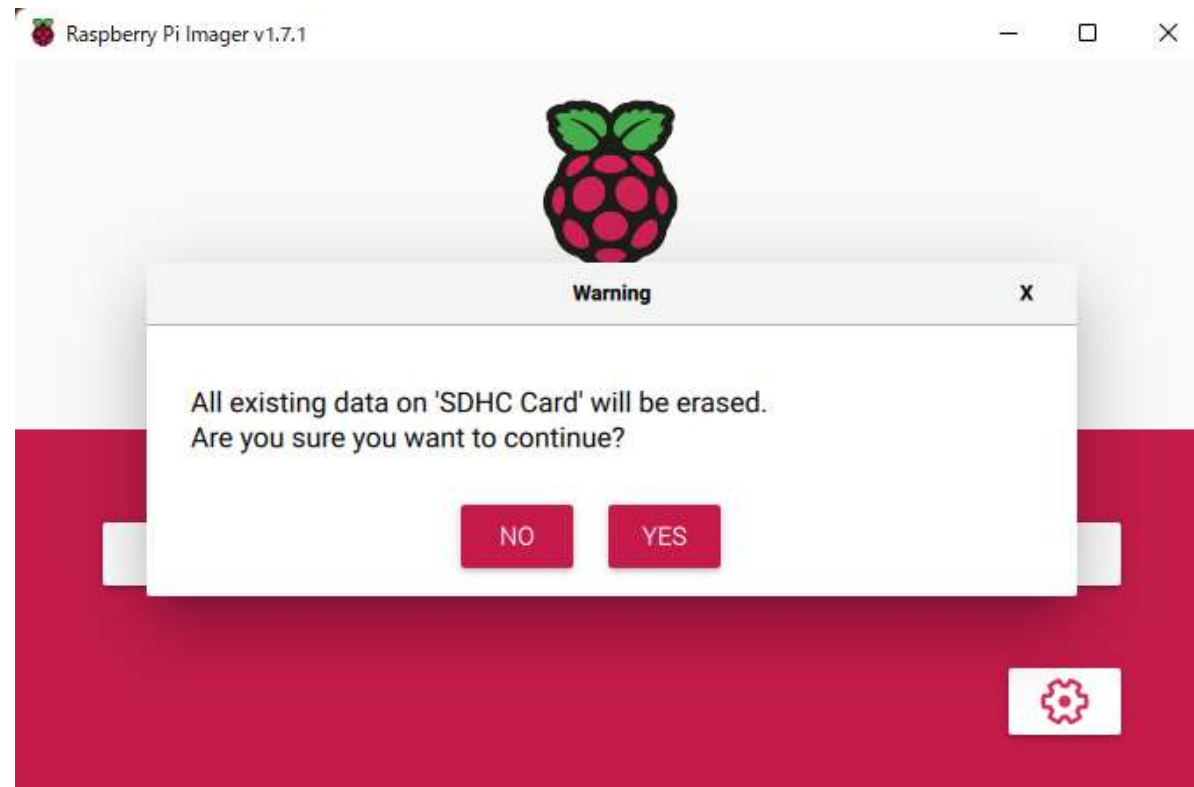 Raspberry Pi Imager v1.7.1
Warning
X
All existing data on 'SDHC Card' will be erased.
Are you sure you want to continue?
NO
YES